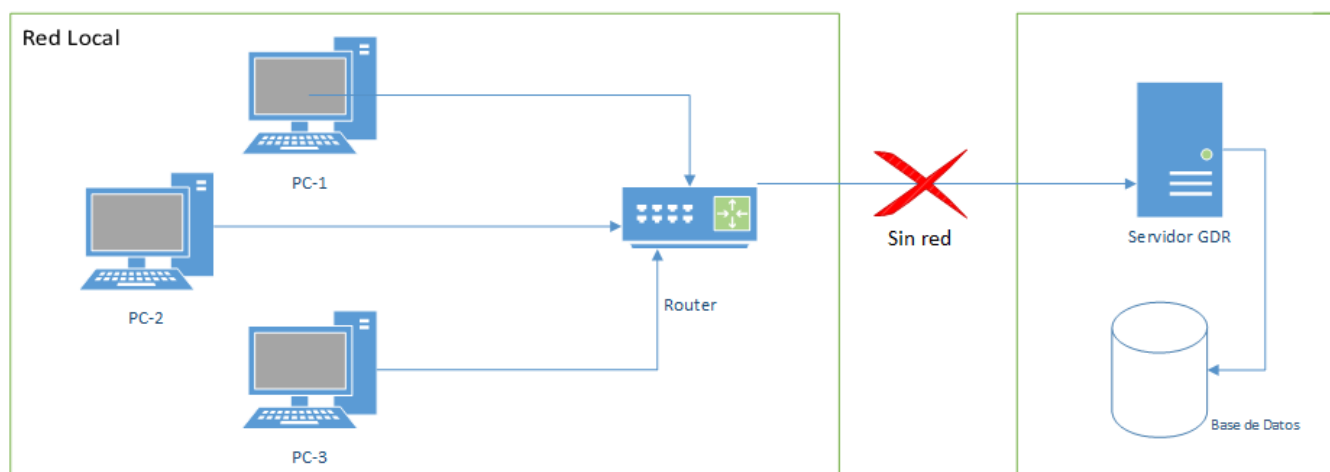 Red Local
PC-1
PC-2
PC-3
Router
Sin red
Servidor GDR
Base de Datos